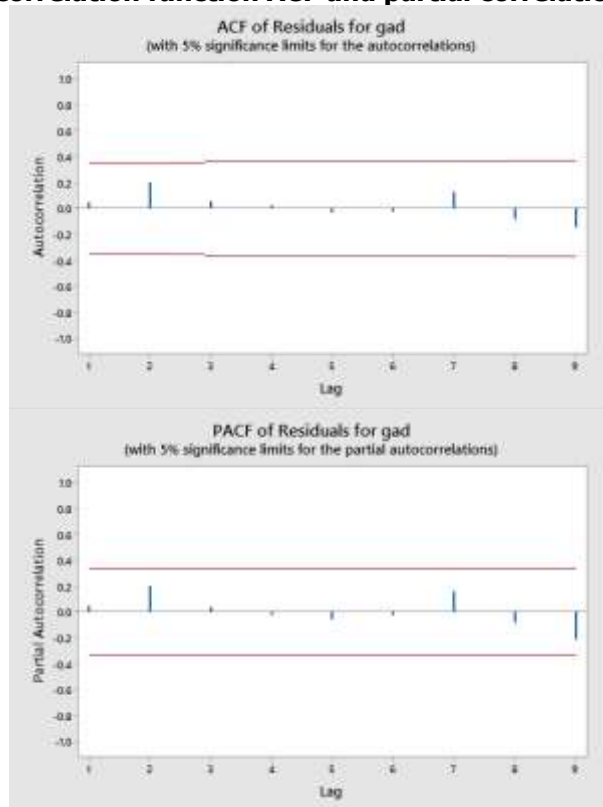 correlation function ACF and partial correlatio
ACF of Residuals for gad
(with 5% significance limits for the autocorrelations)
1.0
0.8
0.6
0.4
0.2
0.0
-0.2
-0.4
-0.6
-0.8
-1.0
Autocorrelation
1 2 3 4 5 6 7 8 9
Lag
PACF of Residuals for gad
(with 5% significance limits for the partial autocorrelations)
1.0
0.8
0.6
0.4
0.2
0.0
-0.2
-0.4
-0.6
-0.8
-1.0
Partial Autocorrelation
1 2 3 4 5 6 7 8 9
Lag